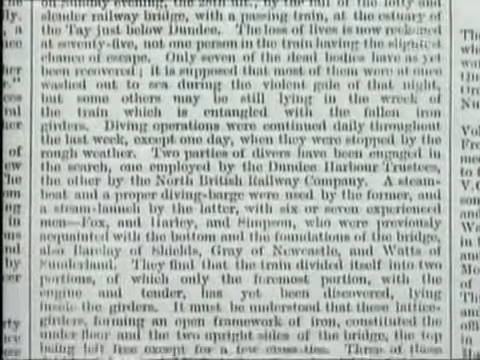 on Sunday evening, the 28th ult., by the fall of the lofty and
slender railway bridge, with a passing train, at the estuary of
the Tay just below Dundee. The loss of lives is now reckoned
at seventy-five, not one person in the train having the slightest
chance of escape. Only seven of the dead bodies have as yet
been recovered; it is supposed that most of them were at once
washed out to sea during the violent gale of that night,
but some others may be still lying in the wreck of
the train which is entangled with the fallen iron
girders. Diving operations were continued daily throughout
the last week, except one day, when they were stopped by the
rough weather. Two parties of divers have been engaged in
the search, one employed by the Dundee Harbour Trustees,
the other by the North British Railway Company. A steam-
boat and a proper diving-barge were used by the former, and
a steam-launch by the latter, with six or seven experienced
men—Fox, and Harley, and Simpson, who were previously
acquainted with the bottom and the foundations of the bridge,
also Barclay of Shields, Gray of Newcastle, and Watts of
Sunderland. They find that the train divided itself into two
portions, of which only the foremost portion, with the
engine and tender, has yet been discovered, lying
inside the girders. It must be understood that these lattice-
girders, forming an open framework of iron, constituted the
under floor and the two upright sides of the bridge, the top
being left free except for a few cross-ties. Three of these